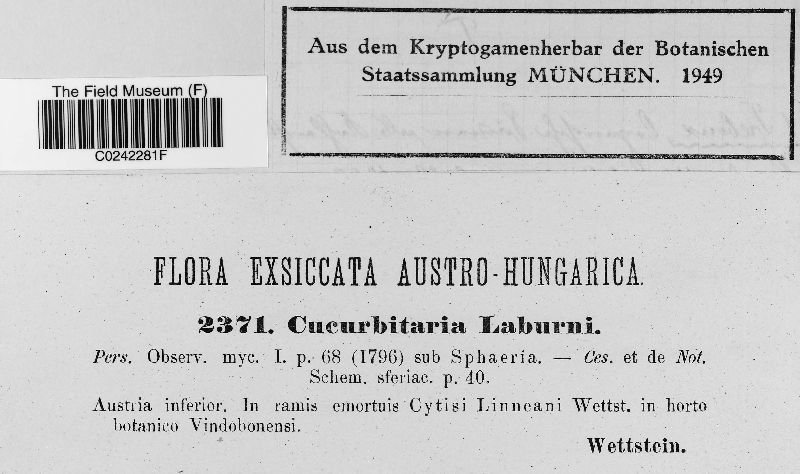 Aus dem Kryptogamenherbar der Botanischen
Staatssammlung MÜNCHEN. 1949
The Field Museum (F)
C0242281F
FLORA EXSICCATA AUSTRO-HUNGARICA.
2371. Cucurbitaria Laburni.
Pers. Observ. myc. I. p. 68 (1796) sub Sphaeria. — Ces. et de Not.
Schem. sferiac. p. 40.
Austria inferior. In ramis emortuis Cytisi Linneani Wettst. in horto
botanico Vindobonensi.
Wettstein.